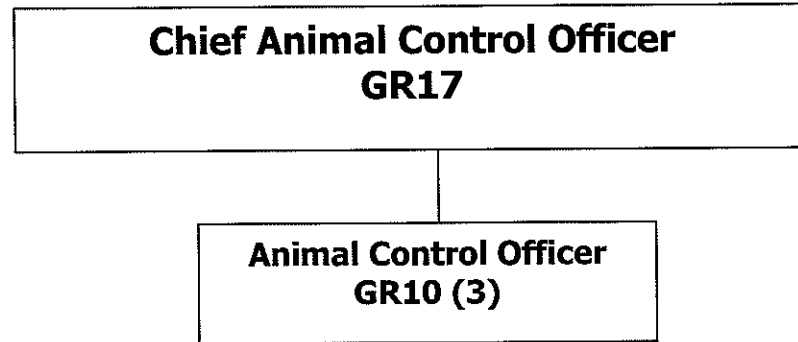 Chief Animal Control Officer
GR17
Animal Control Officer
GR10 (3)